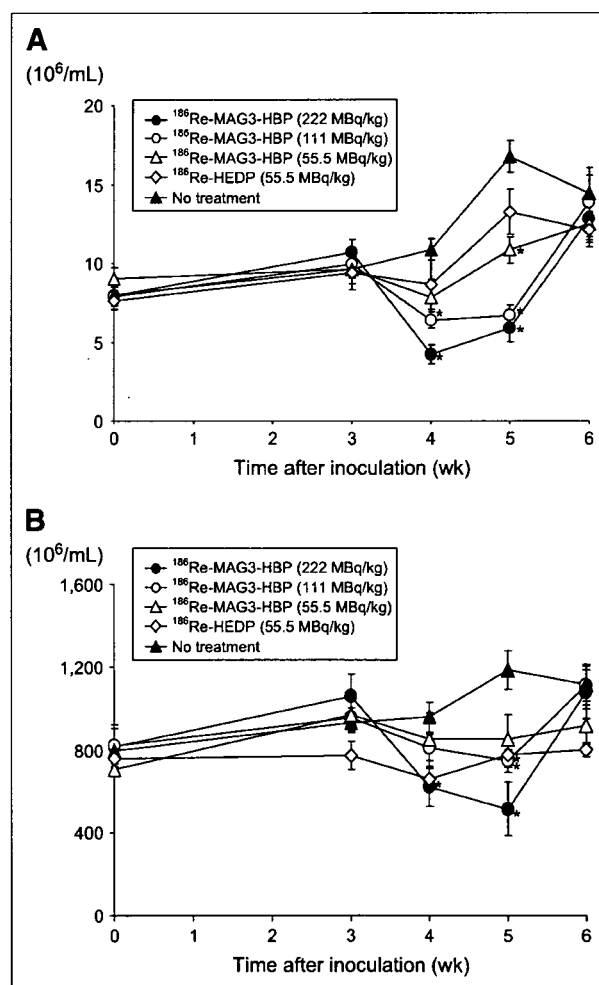 A
(10⁶/mL)
20
15
10
5
0
¹⁸⁶Re-MAG3-HBP (222 MBq/kg)
¹⁸⁶Re-MAG3-HBP (111 MBq/kg)
¹⁸⁶Re-MAG3-HBP (55.5 MBq/kg)
¹⁸⁶Re-HEDP (55.5 MBq/kg)
No treatment
* * * * *
0 1 2 3 4 5 6
Time after inoculation (wk)
B
(10⁶/mL)
1,600
1,200
800
400
0
¹⁸⁶Re-MAG3-HBP (222 MBq/kg)
¹⁸⁶Re-MAG3-HBP (111 MBq/kg)
¹⁸⁶Re-MAG3-HBP (55.5 MBq/kg)
¹⁸⁶Re-HEDP (55.5 MBq/kg)
No treatment
* * * *
0 1 2 3 4 5 6
Time after inoculation (wk)